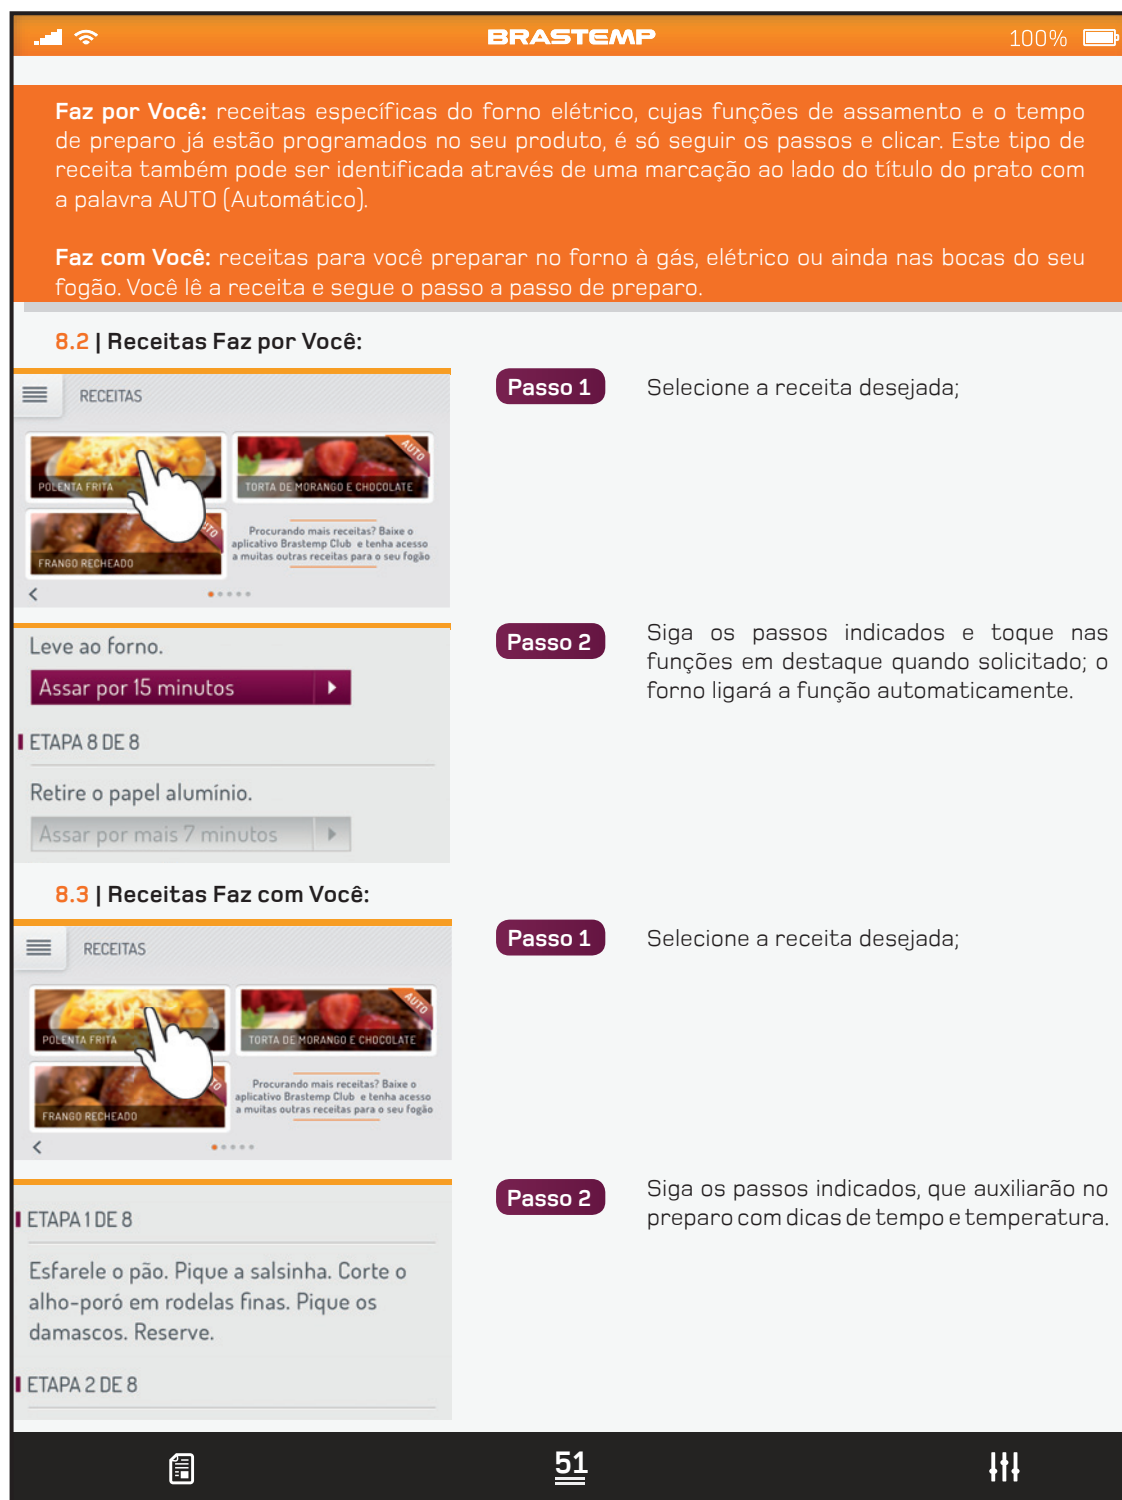 BRASTEMP
100%
Faz por Você: receitas específicas do forno elétrico, cujas funções de assamento e o tempo
de preparo já estão programados no seu produto, é só seguir os passos e clicar. Este tipo de
receita também pode ser identificada através de uma marcação ao lado do título do prato com
a palavra AUTO (Automático).
Faz com Você: receitas para você preparar no forno à gás, elétrico ou ainda nas bocas do seu
fogão. Você lê a receita e segue o passo a passo de preparo.
8.2 | Receitas Faz por Você:
RECEITAS
POLENTA FRITA
AUTO
TORTA DE MORANGO E CHOCOLATE
FRANGO RECHEADO
Procurando mais receitas? Baixe o
aplicativo Brastemp Club e tenha acesso
a muitas outras receitas para o seu fogão
Passo 1
Selecione a receita desejada;
Leve ao forno.
Assar por 15 minutos
ETAPA 8 DE 8
Retire o papel alumínio.
Assar por mais 7 minutos
Passo 2
Siga os passos indicados e toque nas
funções em destaque quando solicitado; o
forno ligará a função automaticamente.
8.3 | Receitas Faz com Você:
RECEITAS
POLENTA FRITA
AUTO
TORTA DE MORANGO E CHOCOLATE
FRANGO RECHEADO
Procurando mais receitas? Baixe o
aplicativo Brastemp Club e tenha acesso
a muitas outras receitas para o seu fogão
Passo 1
Selecione a receita desejada;
ETAPA 1 DE 8
Esfarele o pão. Pique a salsinha. Corte o
alho-poró em rodelas finas. Pique os
damascos. Reserve.
ETAPA 2 DE 8
Passo 2
Siga os passos indicados, que auxiliarão no
preparo com dicas de tempo e temperatura.
51